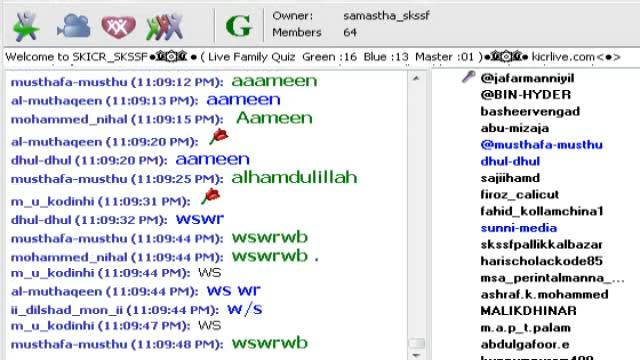 G
Owner: samastha_skssf
Members 64
Welcome to SKICR_SKSSF ( Live Family Quiz Green :16 Blue :13 Master :01 ) kicrlive.com<●>
musthafa-musthu (11:09:12 PM): aaameen
al-muthaqeen (11:09:13 PM): aameen
mohammed_nihal (11:09:15 PM): Aameen
al-muthaqeen (11:09:20 PM):
dhul-dhul (11:09:20 PM): aameen
musthafa-musthu (11:09:25 PM): alhamdulillah
m_u_kodinhi (11:09:31 PM):
dhul-dhul (11:09:32 PM): wswr
musthafa-musthu (11:09:44 PM): wswrwb
mohammed_nihal (11:09:44 PM): wswrwb .
m_u_kodinhi (11:09:44 PM): ws
al-muthaqeen (11:09:44 PM): ws wr
ii_dilshad_mon_ii (11:09:44 PM): w/s
m_u_kodinhi (11:09:47 PM): ws
musthafa-musthu (11:09:48 PM): wswrwb
@jafarmanniyil
@BIN-HYDER
basheervengad
abu-mizaja
@musthafa-musthu
dhul-dhul
sajiihamd
firoz_calicut
fahid_kollamchina1
sunni-media
skssfpallikkalbazar
harischolackode85
msa_perintalmanna_...
ashraf.k.mohammed
MALIKDHINAR
m.a.p_t.palam
abdulgafoor.e